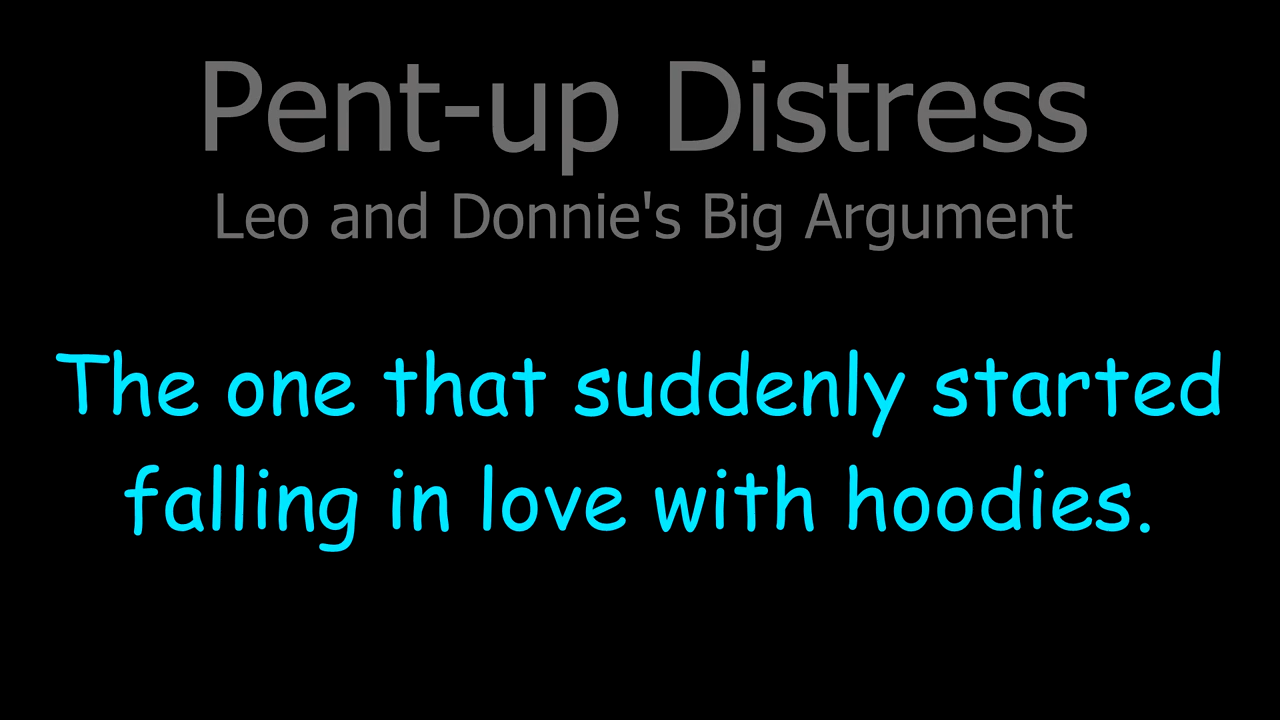 Pent-up Distress
Leo and Donnie's Big Argument
The one that suddenly started
falling in love with hoodies.